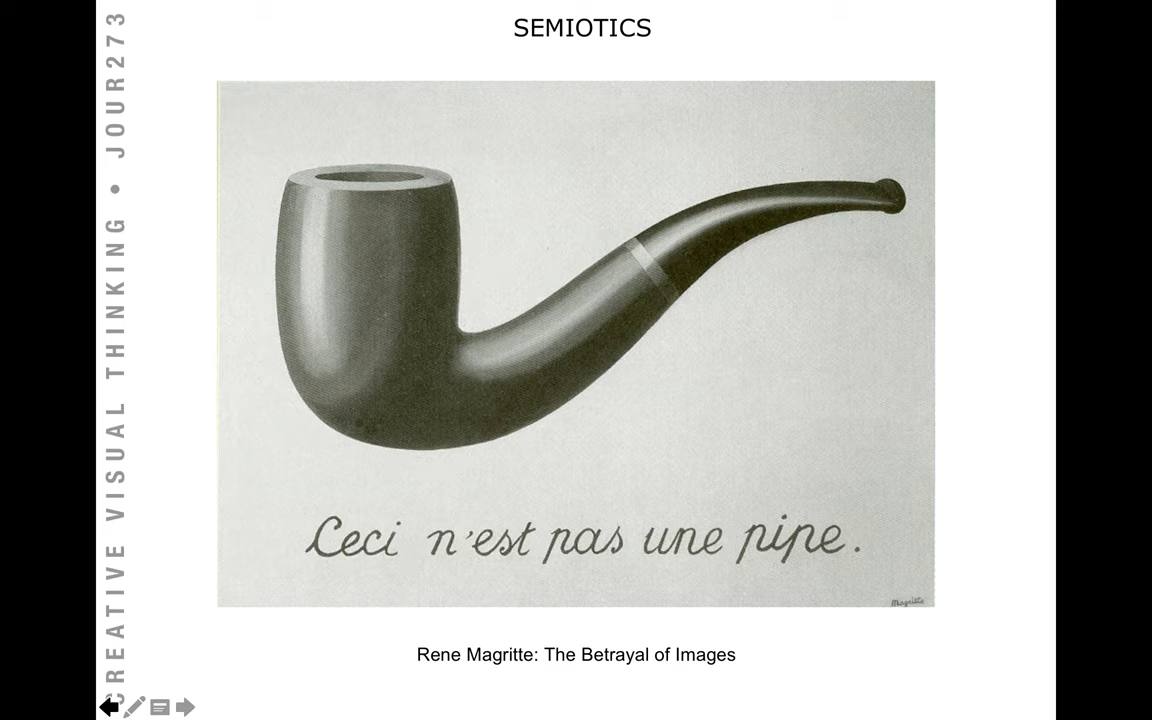 SEMIOTICS
CREATIVE VISUAL THINKING • JOUR273
Ceci n'est pas une pipe.
Magritte
Rene Magritte: The Betrayal of Images